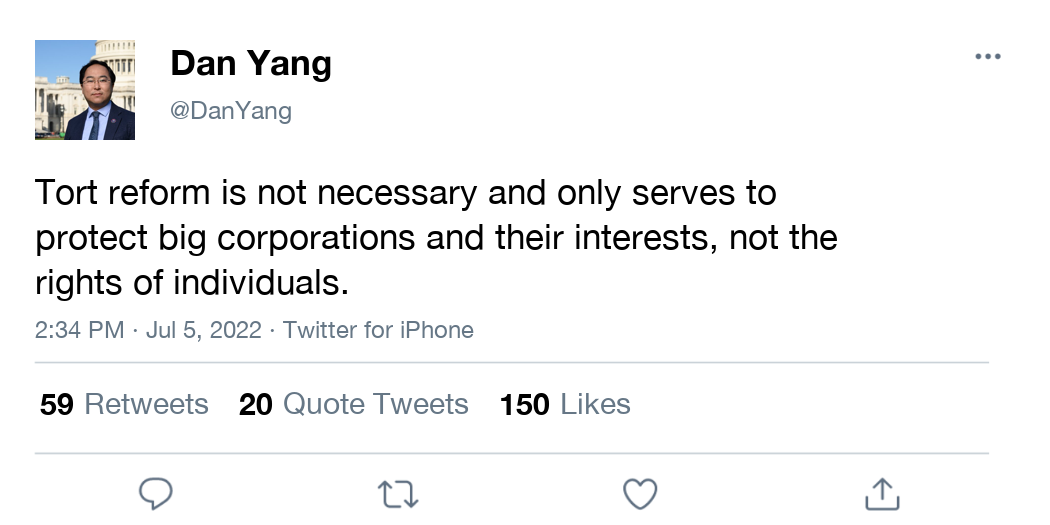 Dan Yang
@DanYang
Tort reform is not necessary and only serves to
protect big corporations and their interests, not the
rights of individuals.
2:34 PM · Jul 5, 2022 · Twitter for iPhone
59 Retweets 20 Quote Tweets 150 Likes